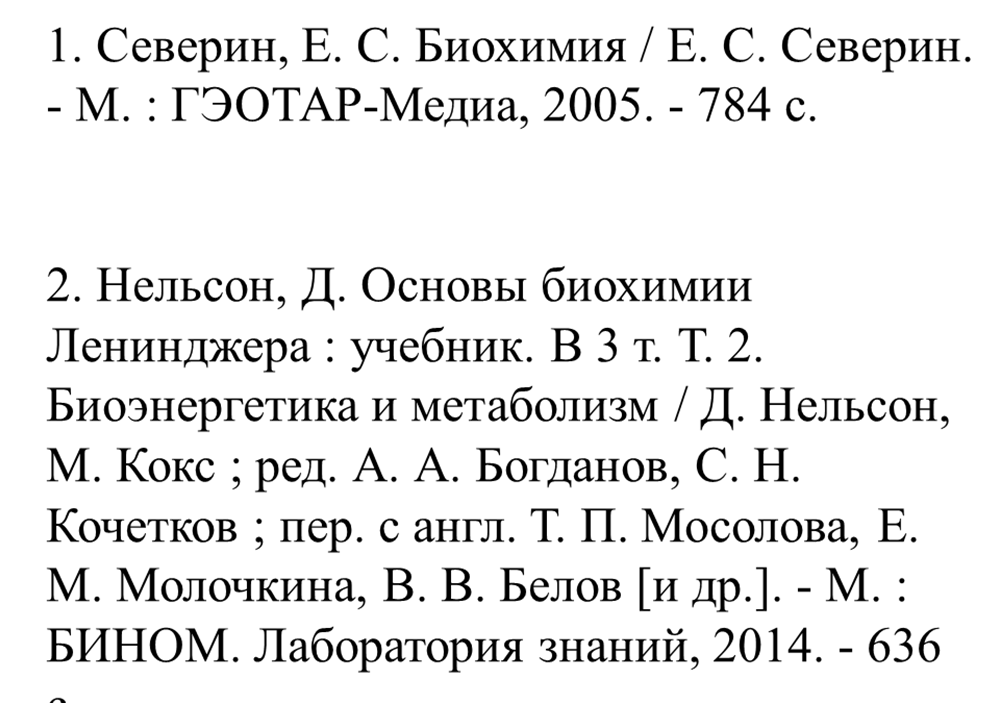 1. Северин, Е. С. Биохимия / Е. С. Северин.
- М. : ГЭОТАР-Медиа, 2005. - 784 с.
2. Нельсон, Д. Основы биохимии
Ленинджера : учебник. В 3 т. Т. 2.
Биоэнергетика и метаболизм / Д. Нельсон,
М. Кокс ; ред. А. А. Богданов, С. Н.
Кочетков ; пер. с англ. Т. П. Мосолова, Е.
М. Молочкина, В. В. Белов [и др.]. - М. :
БИНОМ. Лаборатория знаний, 2014. - 636